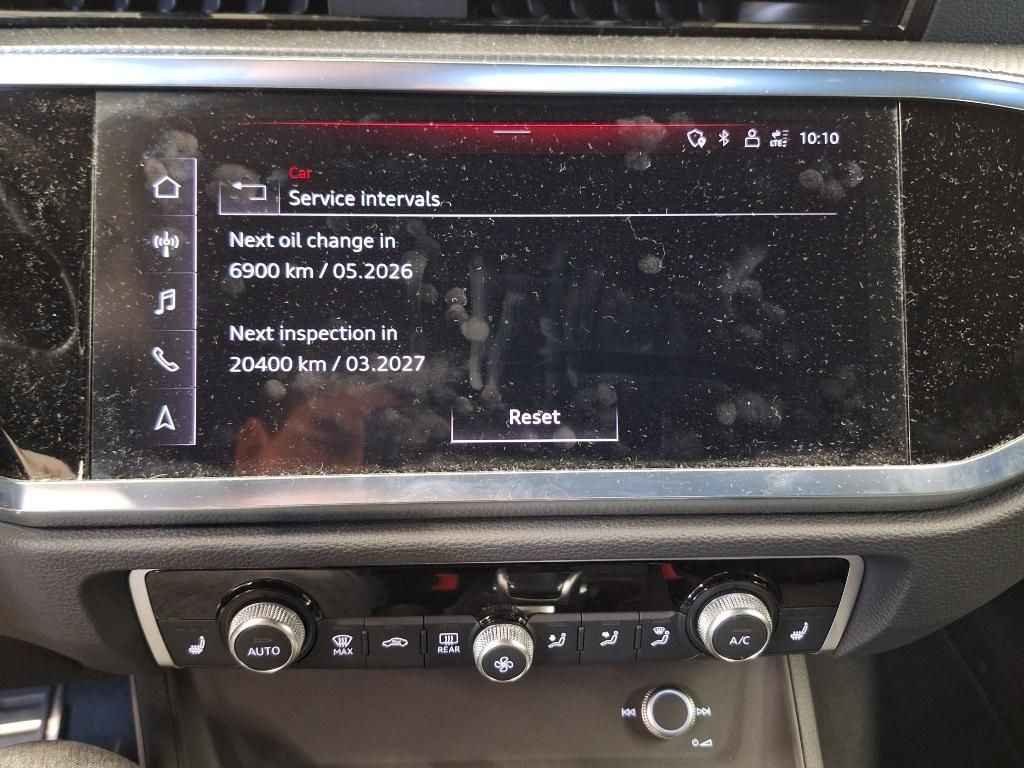 LTE
10:10
Car
Service intervals
Next oil change in
6900 km / 05.2026
Next inspection in
20400 km / 03.2027
Reset
AUTO
MAX
REAR
A/C